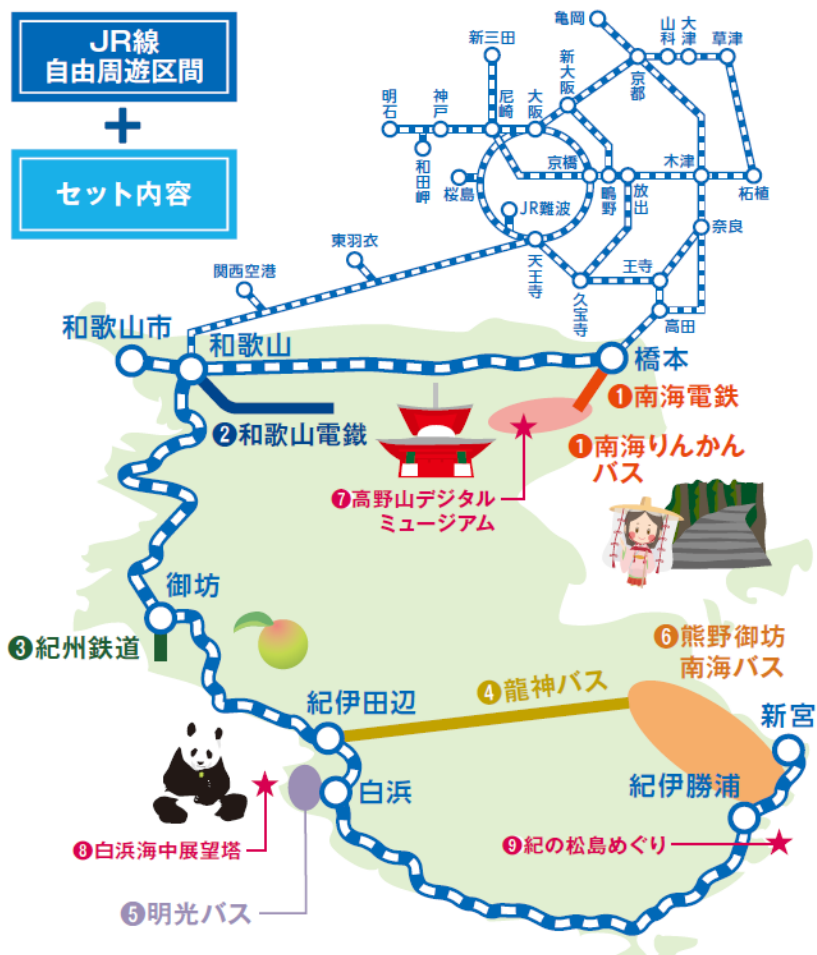 JR線
自由周遊区間
+
セット内容
亀岡
山科
大津
草津
新三田
新大阪
京都
明石
神戸
尼崎
大阪
和田岬
京橋
木津
桜島
鴫野
放出
柘植
JR難波
奈良
東羽衣
天王寺
王寺
関西空港
久宝寺
高田
和歌山市
和歌山
橋本
❶南海電鉄
❷和歌山電鐵
❶南海りんかん
バス
❼高野山デジタル
ミュージアム
御坊
❸紀州鉄道
❻熊野御坊
南海バス
❹龍神バス
紀伊田辺
新宮
白浜
紀伊勝浦
❽白浜海中展望塔
❾紀の松島めぐり
❺明光バス